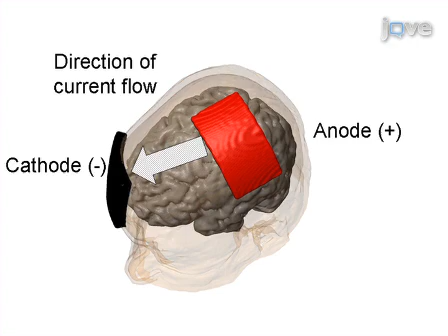 jove
Direction of
current flow
Anode (+)
Cathode (-)